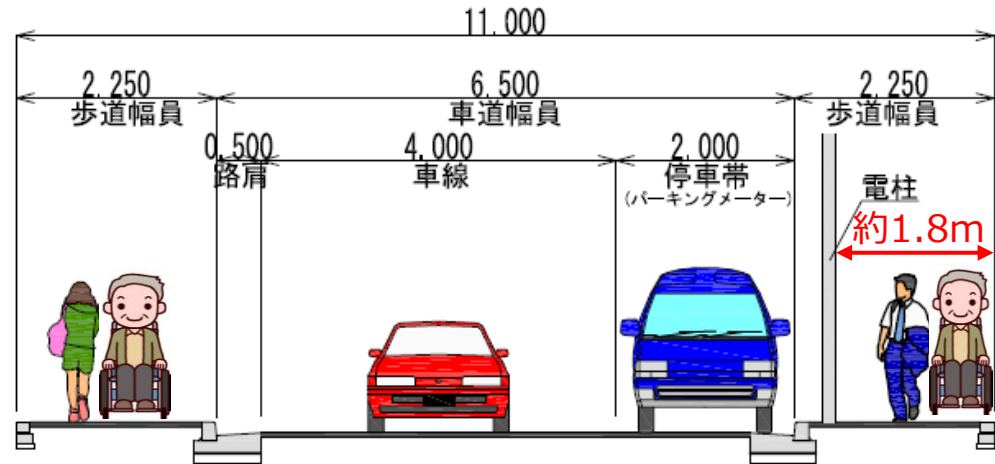 11.000
2.250
6.500
2.250
歩道幅員
車道幅員
歩道幅員
0.500
4.000
2.000
路肩
車線
停車帯
(パーキングメーター)
電柱
約1.8m